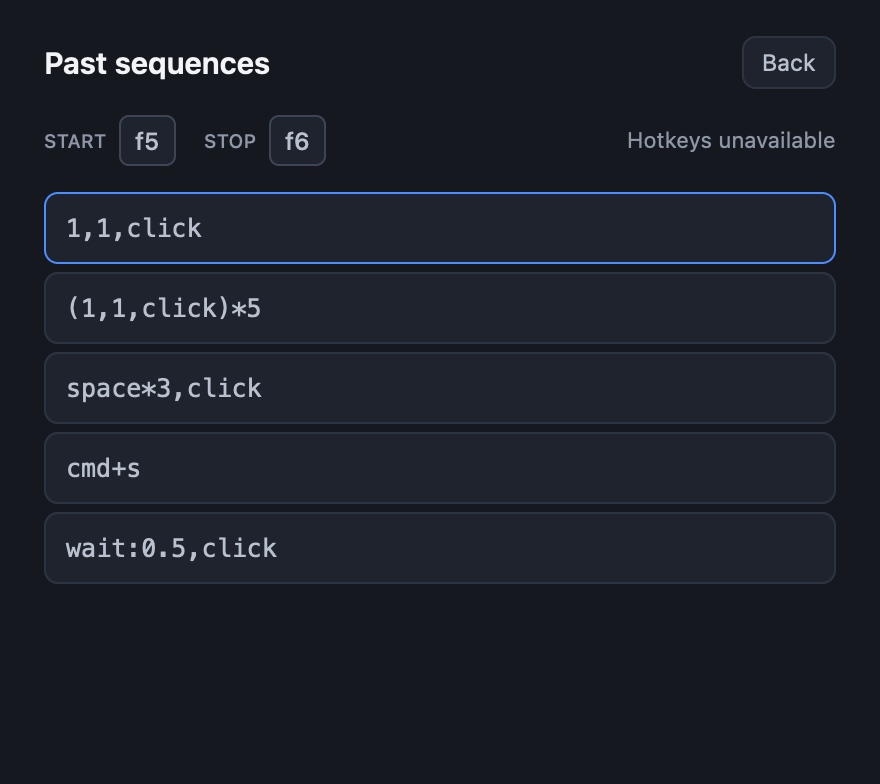 Past sequences Back
START f5 STOP f6 Hotkeys unavailable
1,1,click
(1,1,click)*5
space*3,click
cmd+s
wait:0.5,click